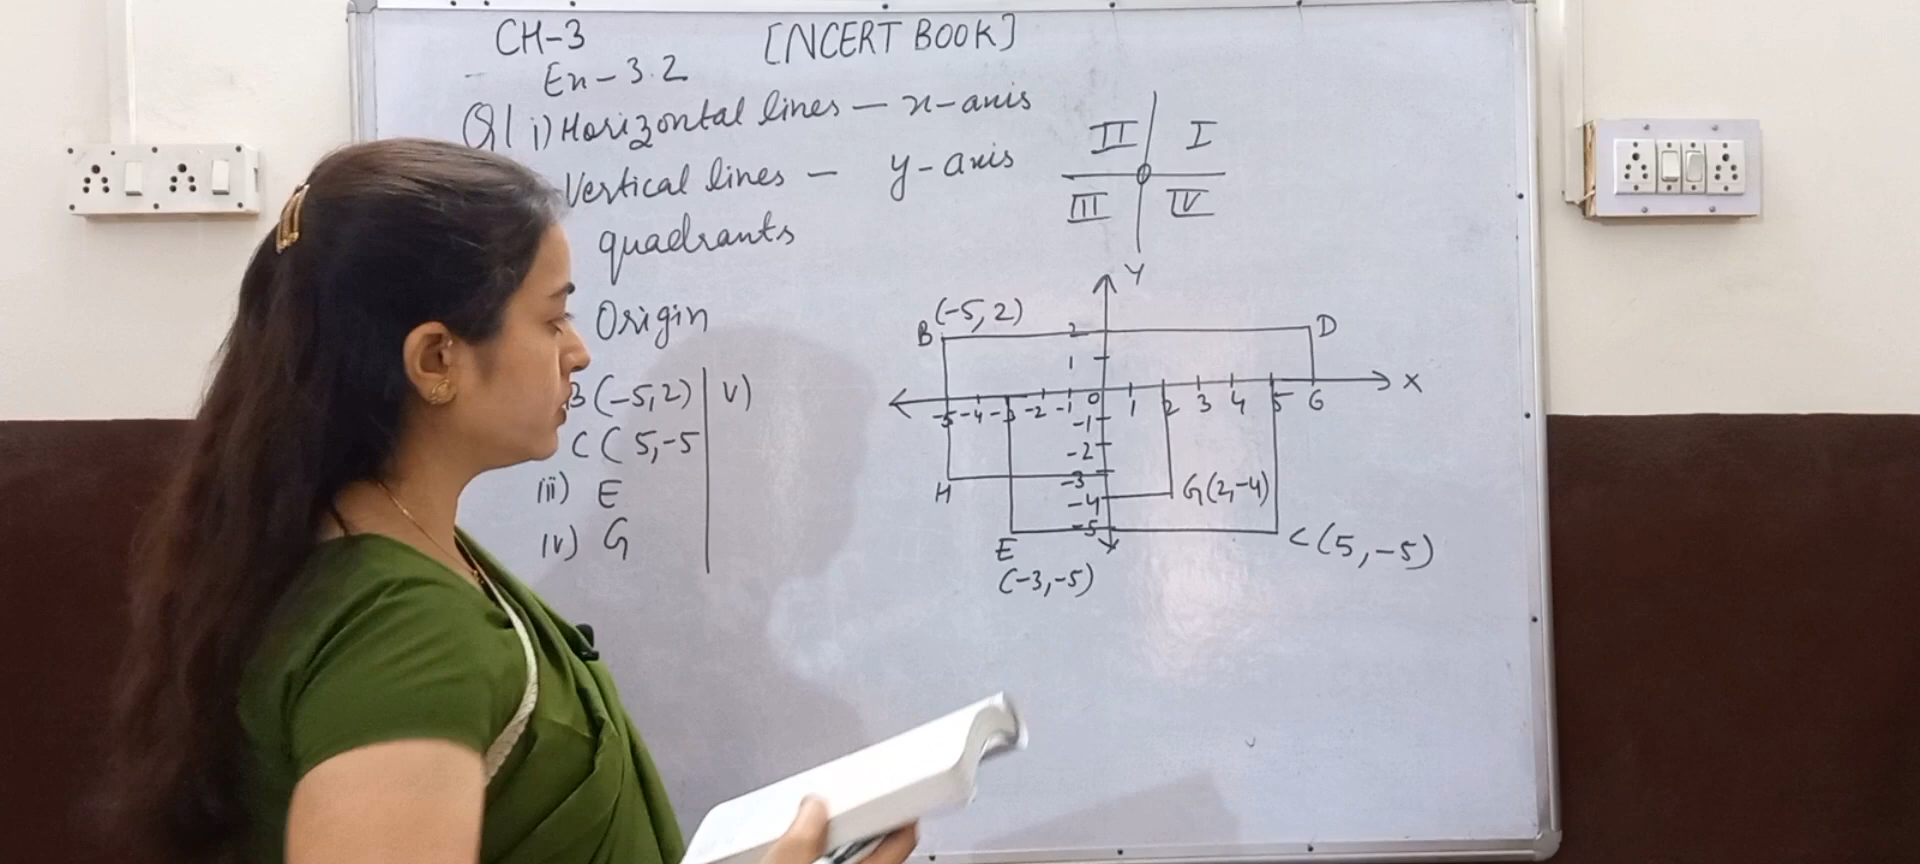 CH-3 [NCERT BOOK]
Ex-3.2
Q1 i) Horizontal lines - x-axis
Vertical lines - y-axis
quadrants
Origin
B(-5,2) v)
C(5,-5
iii) E
iv) G
II I
III IV
Y
B (-5, 2) 2 D
1
-5 -4 -3 -2 -1 0 1 2 3 4 5 6 X
-1
-2
H -3 G(2,-4)
-4
-5
E C(5,-5)
(-3,-5)